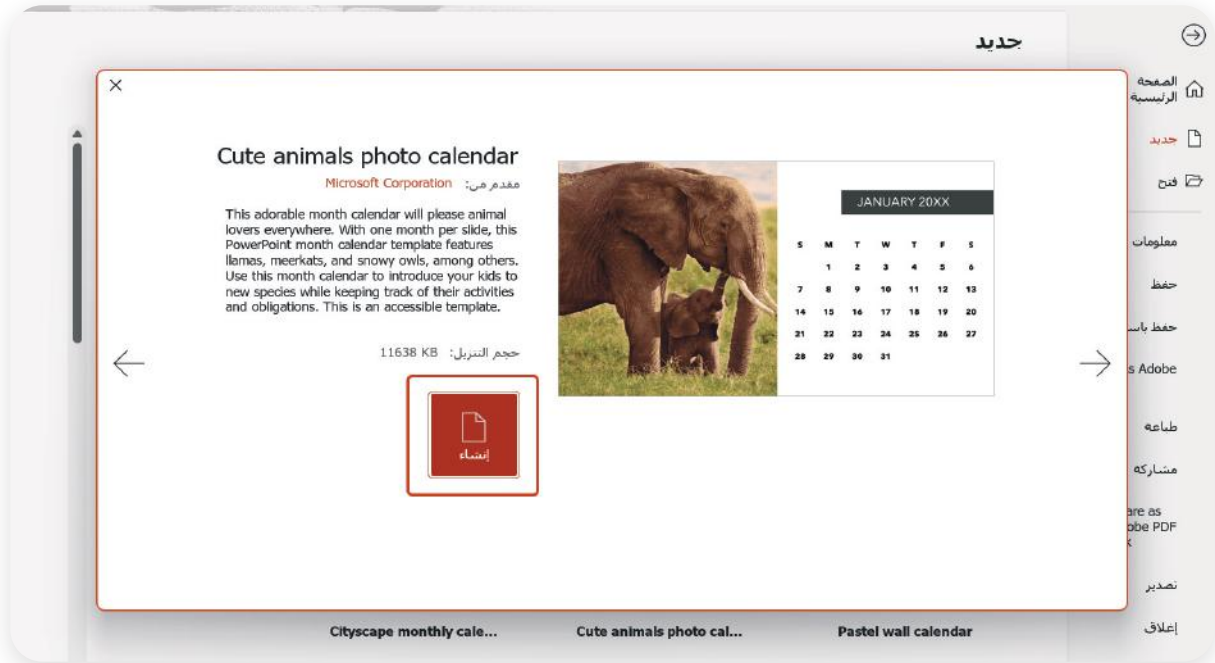 جديد
الصفحة
الرئيسية
جديد
فتح
معلومات
حفظ
حفظ باسم
s Adobe
طباعة
مشاركة
are as
obe PDF
k
تصدير
إغلاق
Cute animals photo calendar
مقدم من: Microsoft Corporation
This adorable month calendar will please animal
lovers everywhere. With one month per slide, this
PowerPoint month calendar template features
llamas, meerkats, and snowy owls, among others.
Use this month calendar to introduce your kids to
new species while keeping track of their activities
and obligations. This is an accessible template.
حجم التنزيل: 11638 KB
إنشاء
JANUARY 20XX
S M T W T F S
1 2 3 4 5 6
7 8 9 10 11 12 13
14 15 16 17 18 19 20
21 22 23 24 25 26 27
28 29 30 31
Cityscape monthly cale...
Cute animals photo cal...
Pastel wall calendar